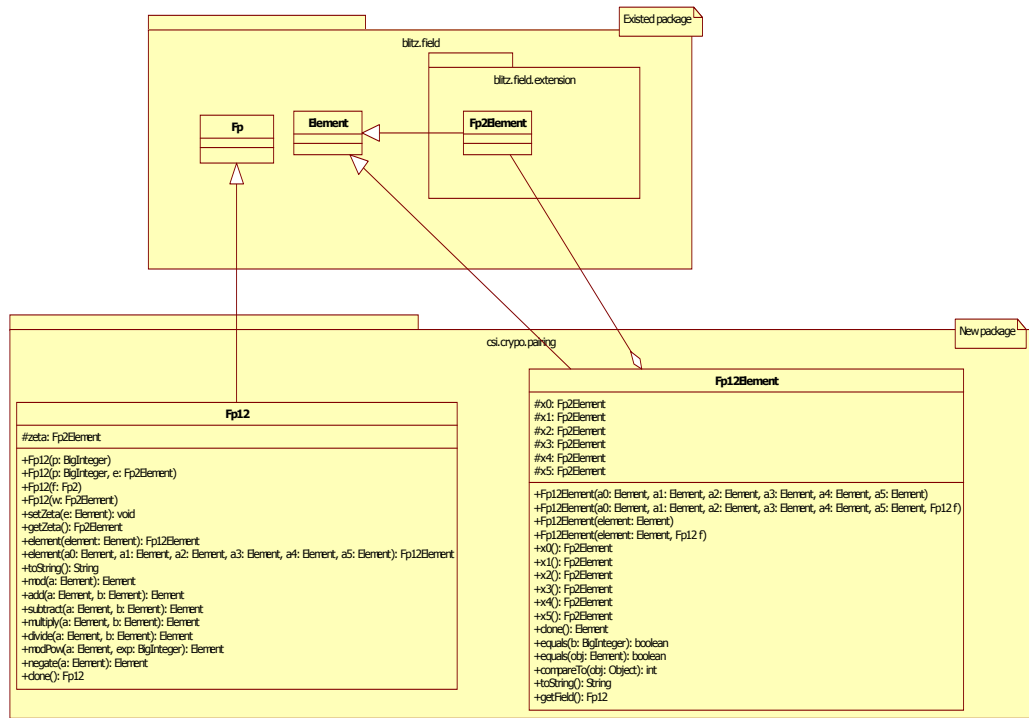 Existed package
blitz.field
blitz.field.extension
Fp
Element
Fp2Element
New package
csi.crypo.pairing
Fp12
#zeta: Fp2Element
+Fp12(p: BigInteger)
+Fp12(p: BigInteger, e: Fp2Element)
+Fp12(f: Fp2)
+Fp12(w: Fp2Element)
+setZeta(e: Element): void
+getZeta(): Fp2Element
+element(element: Element): Fp12Element
+element(a0: Element, a1: Element, a2: Element, a3: Element, a4: Element, a5: Element): Fp12Element
+toString(): String
+mod(a: Element): Element
+add(a: Element, b: Element): Element
+subtract(a: Element, b: Element): Element
+multiply(a: Element, b: Element): Element
+divide(a: Element, b: Element): Element
+modPow(a: Element, exp: BigInteger): Element
+negate(a: Element): Element
+clone(): Fp12
Fp12Element
#x0: Fp2Element
#x1: Fp2Element
#x2: Fp2Element
#x3: Fp2Element
#x4: Fp2Element
#x5: Fp2Element
+Fp12Element(a0: Element, a1: Element, a2: Element, a3: Element, a4: Element, a5: Element)
+Fp12Element(a0: Element, a1: Element, a2: Element, a3: Element, a4: Element, a5: Element, Fp12 f)
+Fp12Element(element: Element)
+Fp12Element(element: Element, Fp12 f)
+x0(): Fp2Element
+x1(): Fp2Element
+x2(): Fp2Element
+x3(): Fp2Element
+x4(): Fp2Element
+x5(): Fp2Element
+clone(): Element
+equals(b: BigInteger): boolean
+equals(obj: Element): boolean
+compareTo(obj: Object): int
+toString(): String
+getField(): Fp12